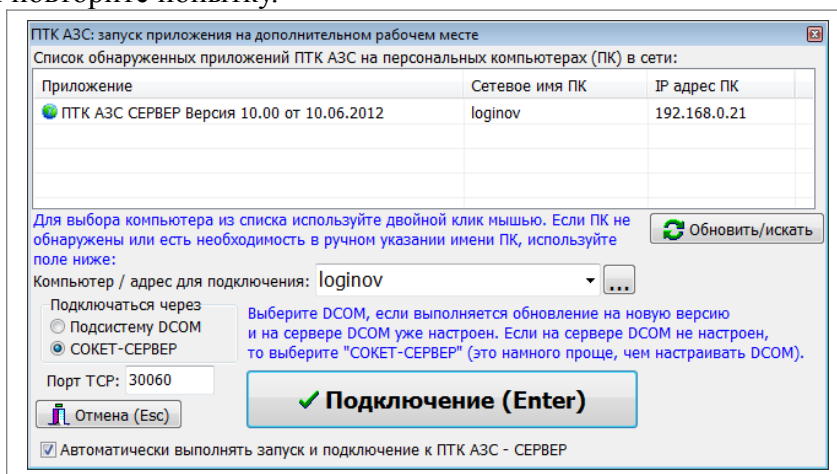 повторите попытку.
ПТК АЗС: запуск приложения на дополнительном рабочем месте
Список обнаруженных приложений ПТК АЗС на персональных компьютерах (ПК) в сети:
Приложение Сетевое имя ПК IP адрес ПК
ПТК АЗС СЕРВЕР Версия 10.00 от 10.06.2012 loginov 192.168.0.21
Для выбора компьютера из списка используйте двойной клик мышью. Если ПК не
обнаружены или есть необходимость в ручном указании имени ПК, используйте
поле ниже:
Обновить/искать
Компьютер / адрес для подключения: loginov ...
Подключаться через
Подсистему DCOM
СОКЕТ-СЕРВЕР
Выберите DCOM, если выполняется обновление на новую версию
и на сервере DCOM уже настроен. Если на сервере DCOM не настроен,
то выберите "СОКЕТ-СЕРВЕР" (это намного проще, чем настраивать DCOM).
Порт TCP: 30060
Подключение (Enter)
Отмена (Esc)
Автоматически выполнять запуск и подключение к ПТК АЗС - СЕРВЕР